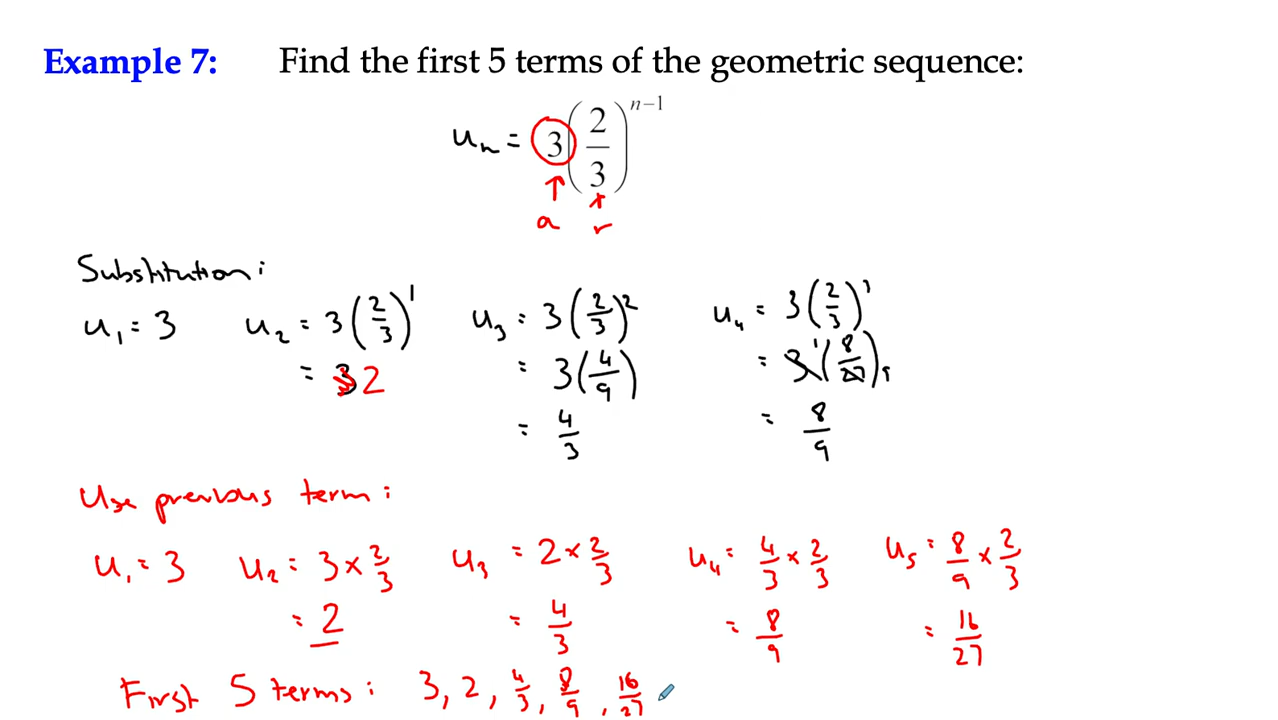 Example 7: Find the first 5 terms of the geometric sequence:
uₙ = 3(2/3)ⁿ⁻¹
↑
a r
Substitution:
u₁ = 3 u₂ = 3(2/3)¹ u₃ = 3(2/3)² u₄ = 3(2/3)³
= 2 = 3(4/9) = 3¹(8/27)₉
= 4/3 = 8/9
Use previous term:
u₁ = 3 u₂ = 3 × 2/3 u₃ = 2 × 2/3 u₄ = 4/3 × 2/3 u₅ = 8/9 × 2/3
= 2 = 4/3 = 8/9 = 16/27
First 5 terms: 3, 2, 4/3, 8/9, 16/27